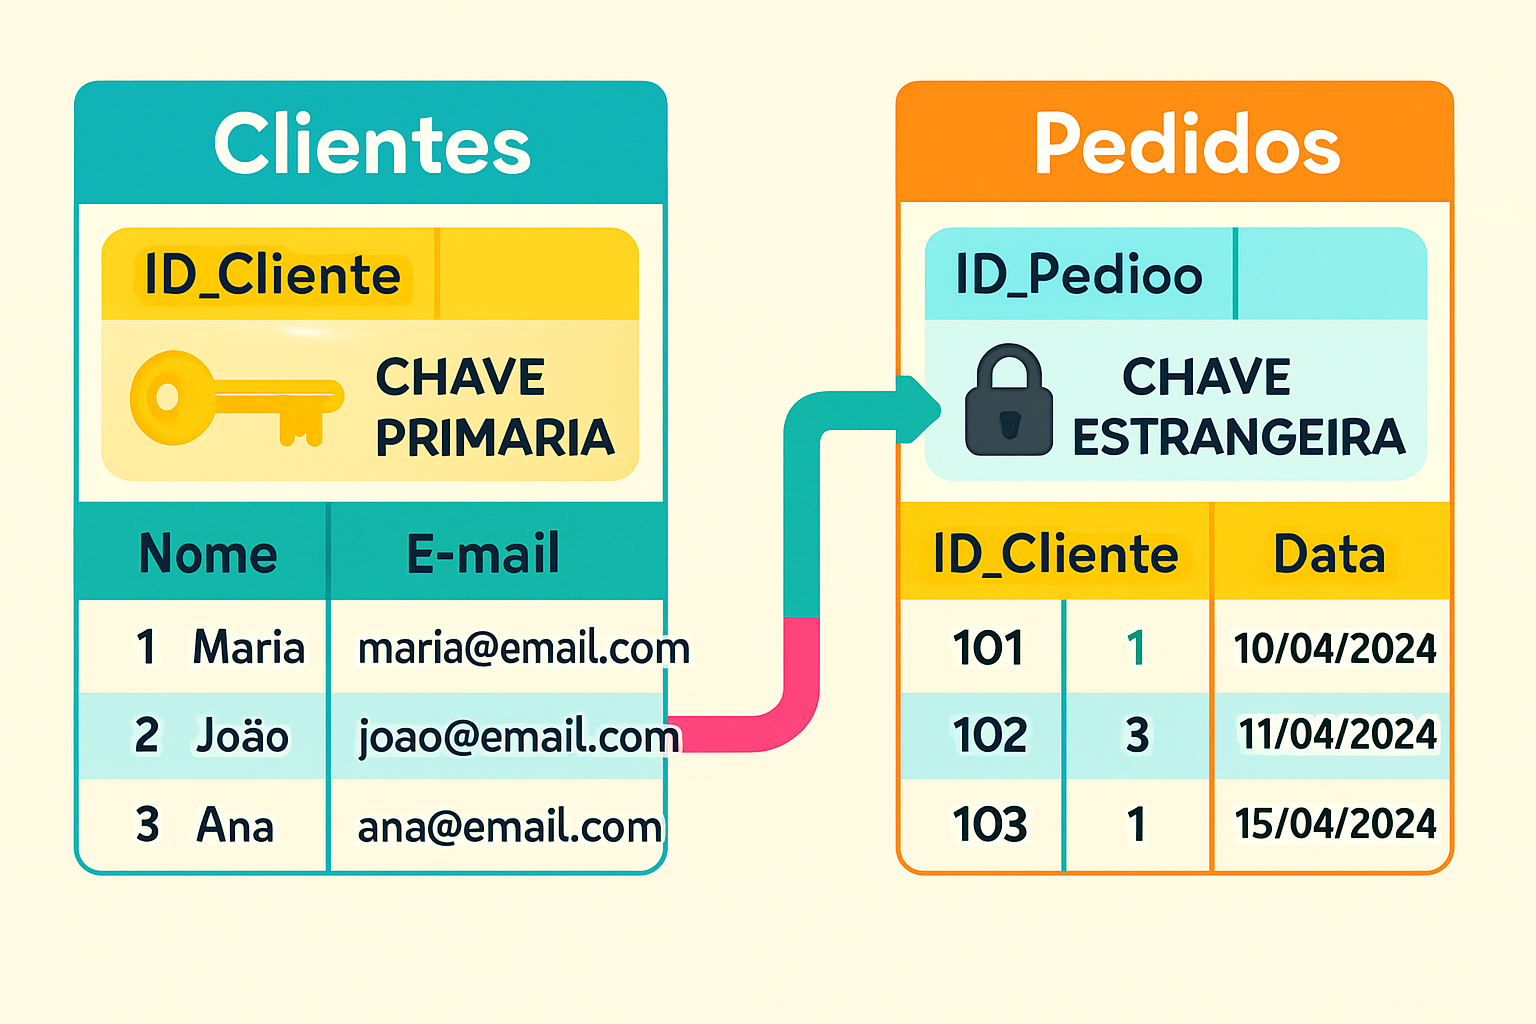 Clientes
ID_Cliente
CHAVE
PRIMARIA
Nome E-mail
1 Maria maria@email.com
2 Joäo joao@email.com
3 Ana ana@email.com
Pedidos
ID_Pedioo
CHAVE
ESTRANGEIRA
ID_Cliente Data
101 1 10/04/2024
102 3 11/04/2024
103 1 15/04/2024